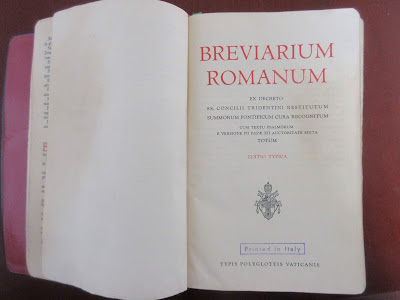 BREVIARIUM
ROMANUM
EX DECRETO
SS. CONCILII TRIDENTINI RESTITUTUM
SUMMORUM PONTIFICUM CURA RECOGNITUM
CUM TEXTU PSALMORUM
E VERSIONE PII PAPAE XII AUCTORITATE EDITA
TOTUM
EDITIO TYPICA
Printed in Italy
TYPIS POLYGLOTTIS VATICANIS